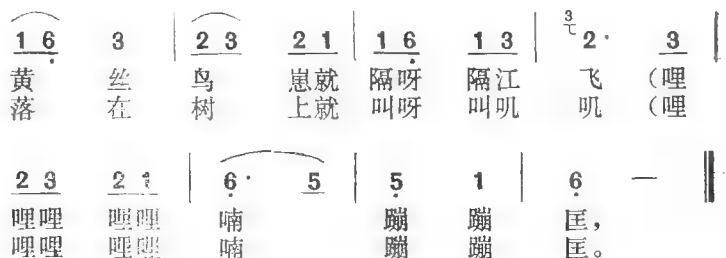 1 6 3 | 2 3 2 1 | 1 6 1 3 | 3 2· 3
黄 丝 鸟 崽就 隔呀 隔江 飞 (哩
落 在 树 上就 叫呀 叫叽 叽 (哩
2 3 2 1 | 6· 5 | 5 1 | 6 —
哩哩 哩哩 喃 蹦 蹦 匡,
哩哩 哩哩 喃 蹦 蹦 匡。